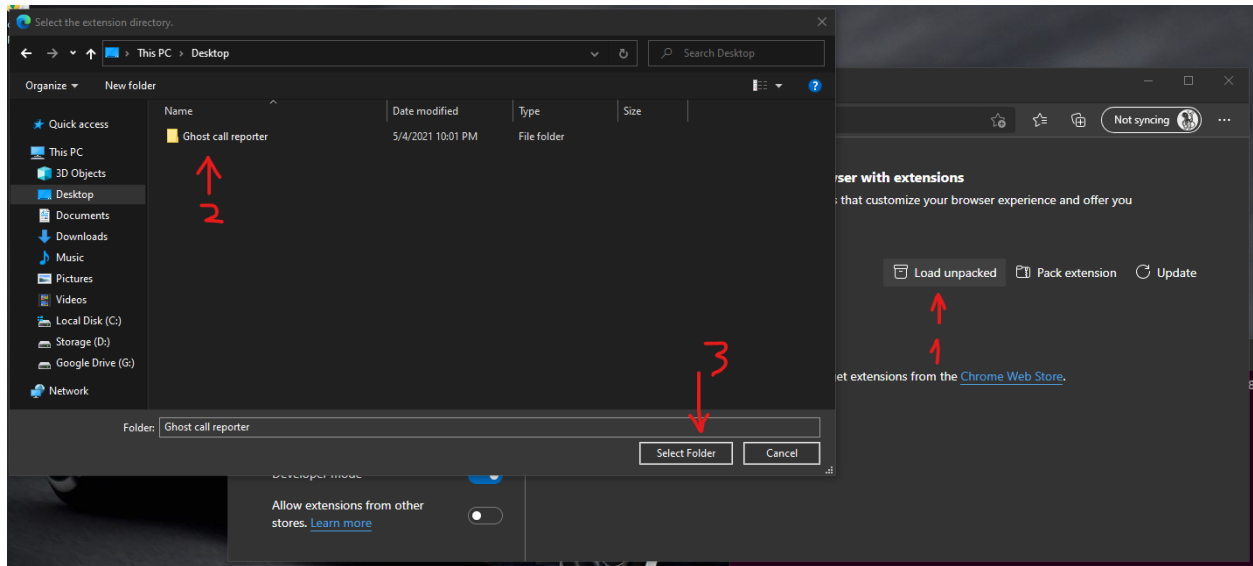 Select the extension directory.
This PC > Desktop
Search Desktop
Organize
New folder
Name
Date modified
Type
Size
Quick access
This PC
3D Objects
Desktop
Documents
Downloads
Music
Pictures
Videos
Local Disk (C:)
Storage (D:)
Google Drive (G:)
Network
Ghost call reporter
5/4/2021 10:01 PM
File folder
2
3
Folder: Ghost call reporter
Select Folder
Cancel
Not syncing
with extensions
that customize your browser experience and offer you
Load unpacked
Pack extension
Update
1
extensions from the Chrome Web Store.
Developer mode
Allow extensions from other
stores. Learn more